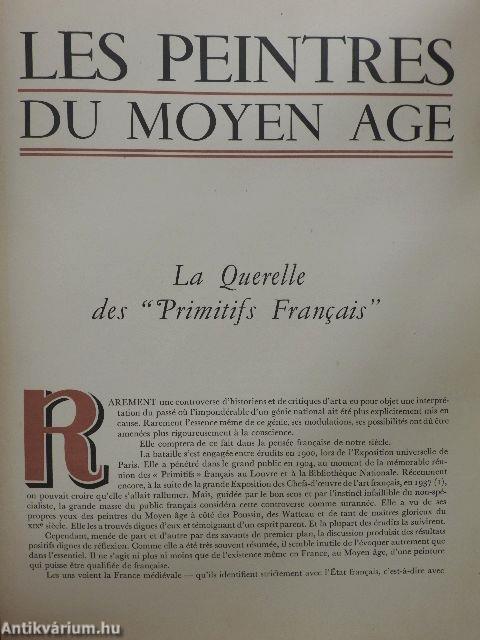 LES PEINTRES
DU MOYEN AGE
La Querelle
des “Primitifs Français”
RAREMENT une controverse d'historiens et de critiques d'art a eu pour objet une interpré-
tation du passé où l'impondérable d'un génie national ait été plus explicitement mis en
cause. Rarement l'essence même de ce génie, ses modulations, ses possibilités ont dû être
amenées plus rigoureusement à la conscience.
Elle comptera de ce fait dans la pensée française de notre siècle.
La bataille s'est engagée entre érudits en 1900, lors de l'Exposition universelle de
Paris. Elle a pénétré dans le grand public en 1904, au moment de la mémorable réu-
nion des « Primitifs » français au Louvre et à la Bibliothèque Nationale. Récemment
encore, à la suite de la grande Exposition des Chefs-d'œuvre de l'art français, en 1937 (1),
on pouvait croire qu'elle s'allait rallumer. Mais, guidée par le bon sens et par l'instinct infaillible du non-spé-
cialiste, la grande masse du public français considéra cette controverse comme surannée. Elle a vu de ses
propres yeux des peintres du Moyen âge à côté des Poussin, des Watteau et de tant de maîtres glorieux du
XIXe siècle. Elle les a trouvés dignes d'eux et témoignant d'un esprit parent. Et la plupart des érudits la suivirent.
Cependant, menée de part et d'autre par des savants de premier plan, la discussion produisit des résultats
positifs dignes de réflexion. Comme elle a été très souvent résumée, il semble inutile de l'évoquer autrement que
dans l'essentiel. Il ne s'agit ni plus ni moins que de l'existence même en France, au Moyen âge, d'une peinture
qui puisse être qualifiée de française.
Les uns voient la France médiévale — qu'ils identifient strictement avec l'État français, c'est-à-dire avec
Antikvárium.hu